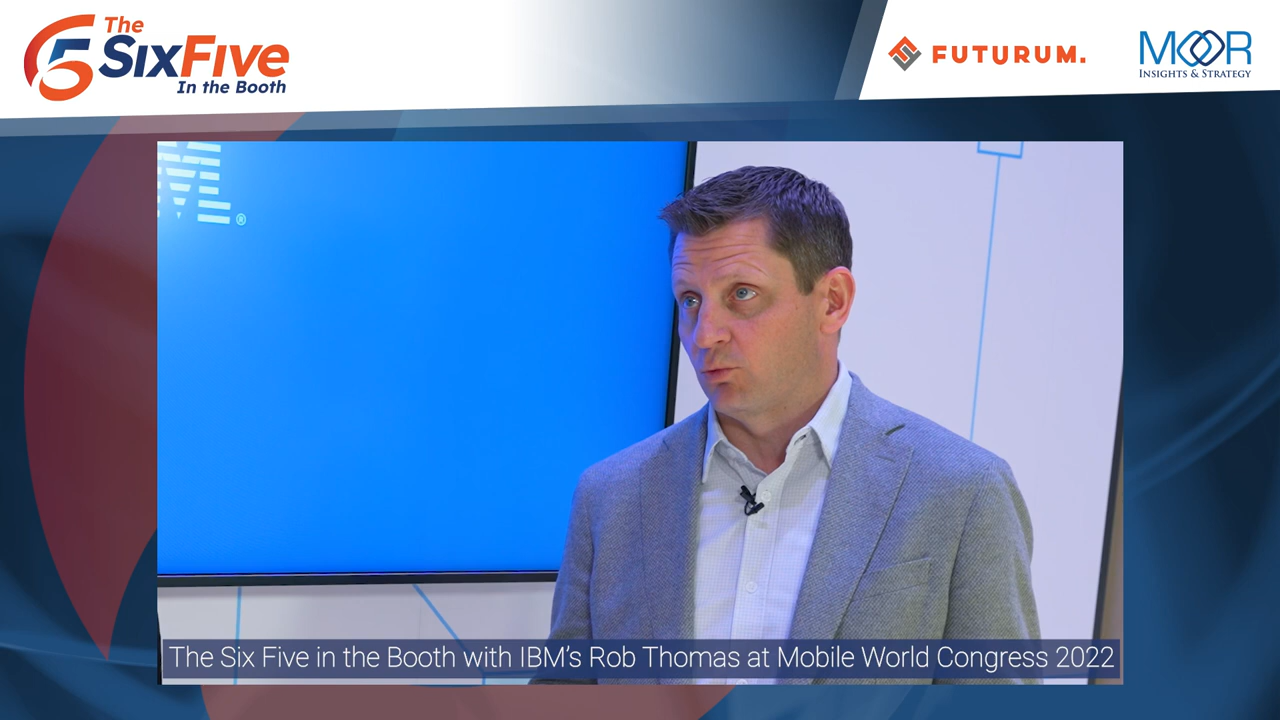 The
SixFive
In the Booth
FUTURUM.
MOOR
INSIGHTS & STRATEGY
®
The Six Five in the Booth with IBM's Rob Thomas at Mobile World Congress 2022